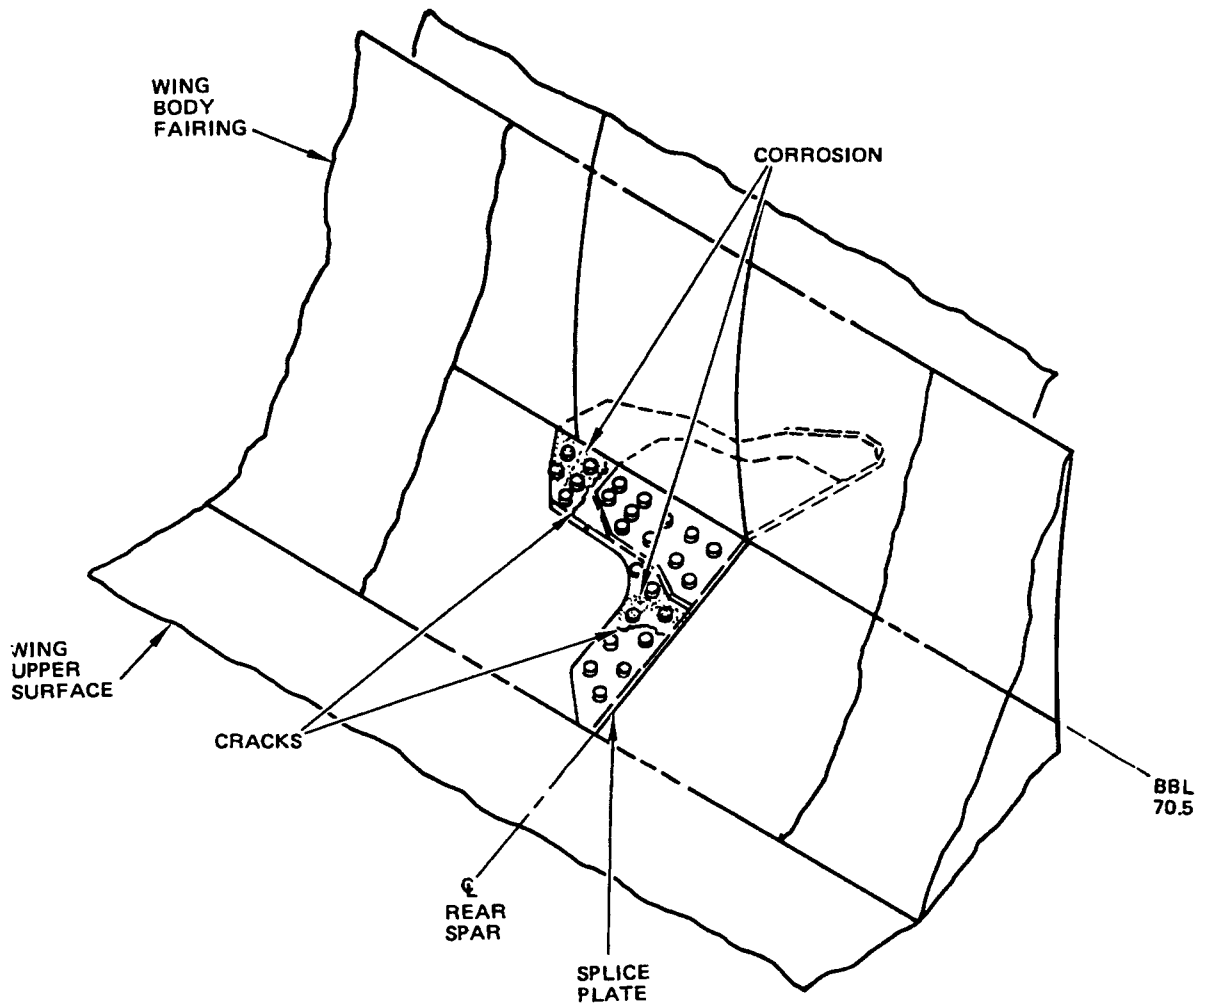 WING
BODY
FAIRING
CORROSION
WING
UPPER
SURFACE
CRACKS
BBL
70.5
℄
REAR
SPAR
SPLICE
PLATE